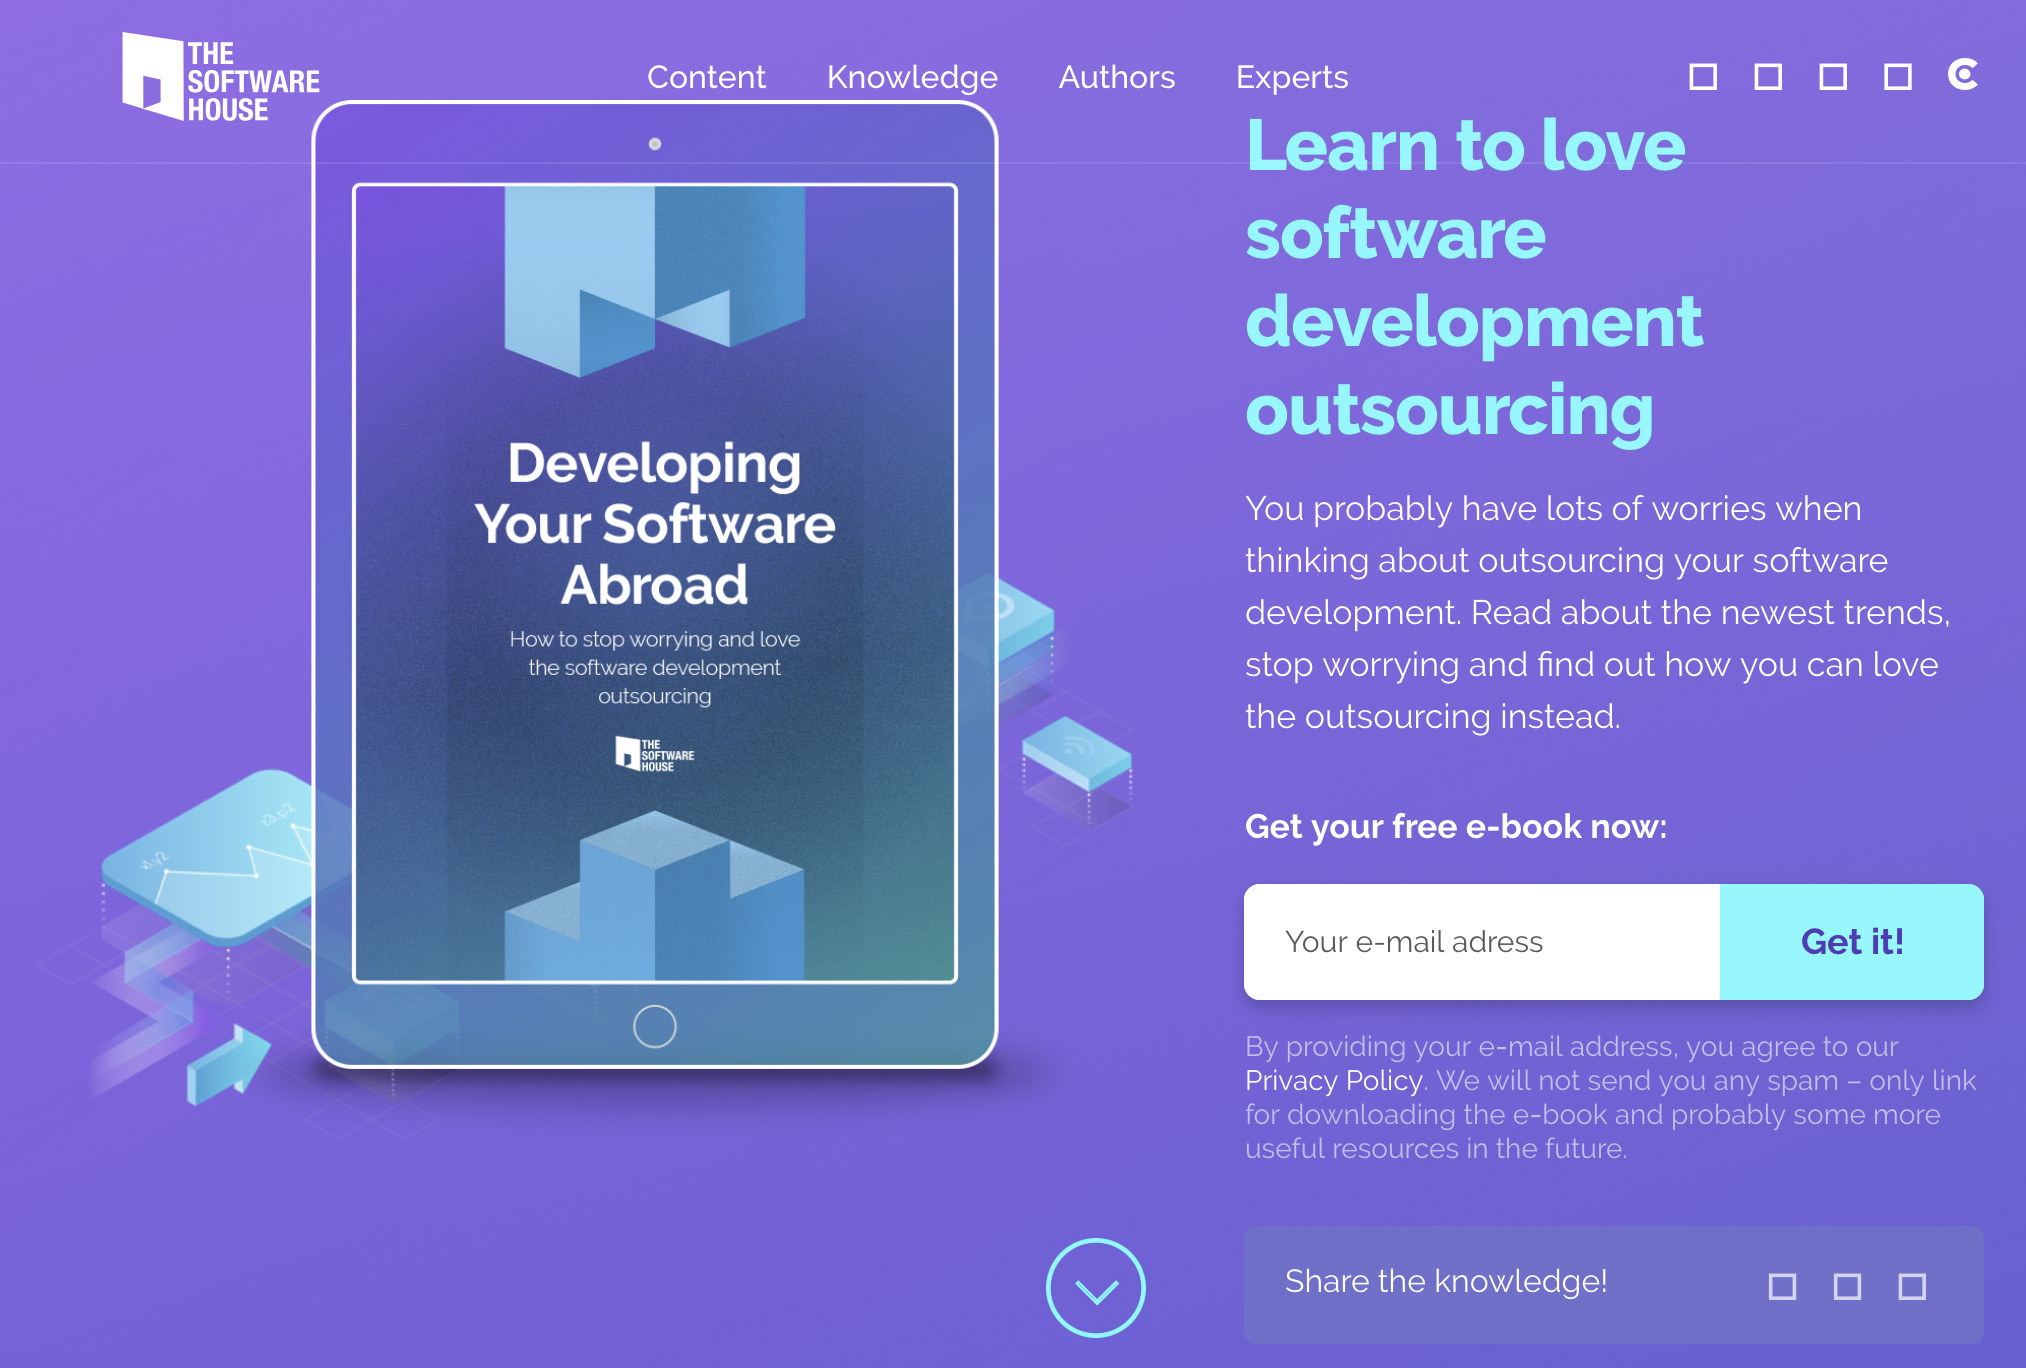 THE
SOFTWARE
HOUSE
Content Knowledge Authors Experts
Developing
Your Software
Abroad
How to stop worrying and love
the software development
outsourcing
THE
SOFTWARE
HOUSE
Learn to love
software
development
outsourcing
You probably have lots of worries when
thinking about outsourcing your software
development. Read about the newest trends,
stop worrying and find out how you can love
the outsourcing instead.
Get your free e-book now:
Your e-mail adress Get it!
By providing your e-mail address, you agree to our
Privacy Policy. We will not send you any spam – only link
for downloading the e-book and probably some more
useful resources in the future.
Share the knowledge!